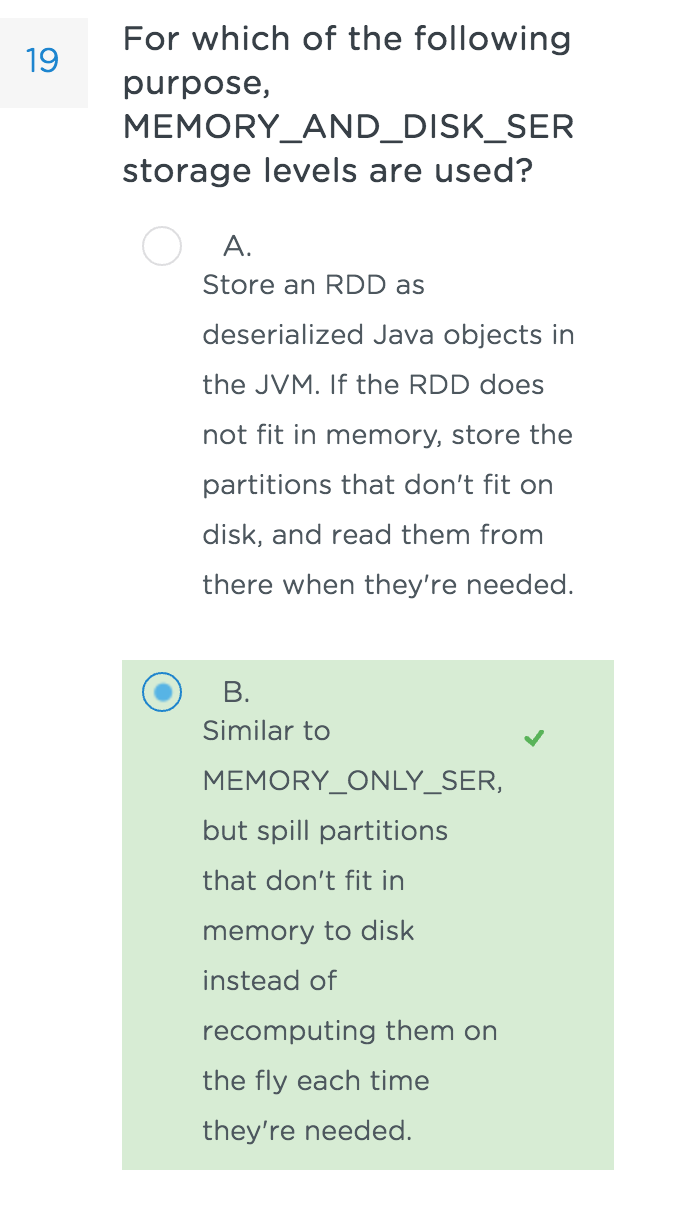 19
For which of the following
purpose,
MEMORY_AND_DISK_SER
storage levels are used?
A.
Store an RDD as
deserialized Java objects in
the JVM. If the RDD does
not fit in memory, store the
partitions that don't fit on
disk, and read them from
there when they're needed.
B.
Similar to
MEMORY_ONLY_SER,
but spill partitions
that don't fit in
memory to disk
instead of
recomputing them on
the fly each time
they're needed.